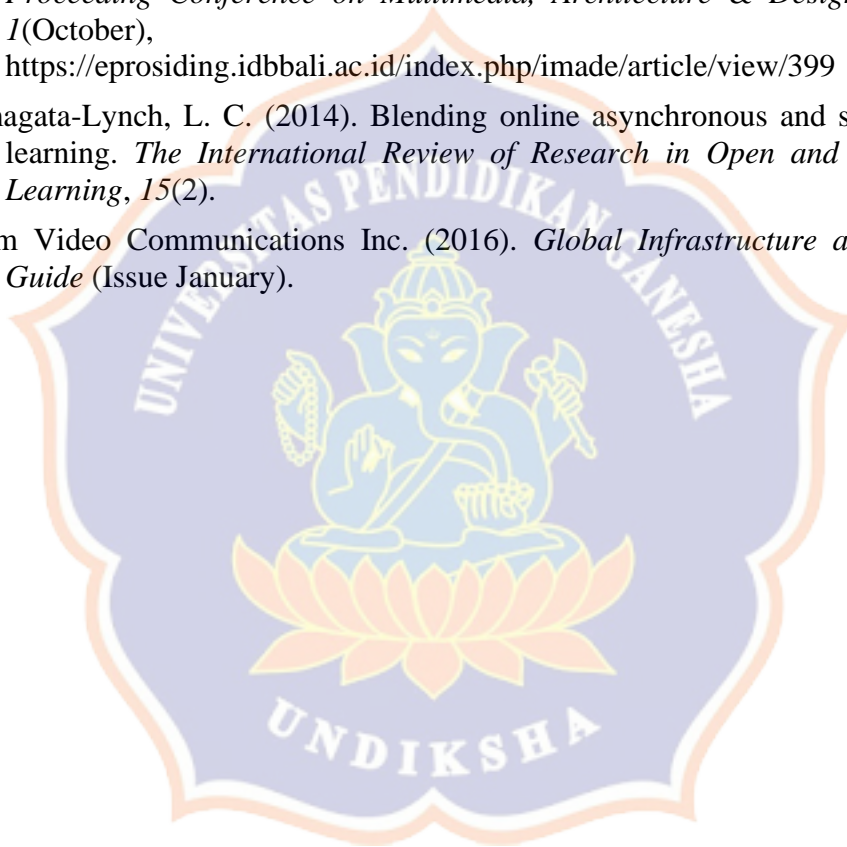 Proceeding Conference on Multimedia, Architecture & Design
1(October),
https://eprosiding.idbbali.ac.id/index.php/imade/article/view/399
nagata-Lynch, L. C. (2014). Blending online asynchronous and s
learning. The International Review of Research in Open and
Learning, 15(2).
m Video Communications Inc. (2016). Global Infrastructure a
Guide (Issue January).
UNIVERSITAS PENDIDIKAN GANESHA
UNDIKSHA